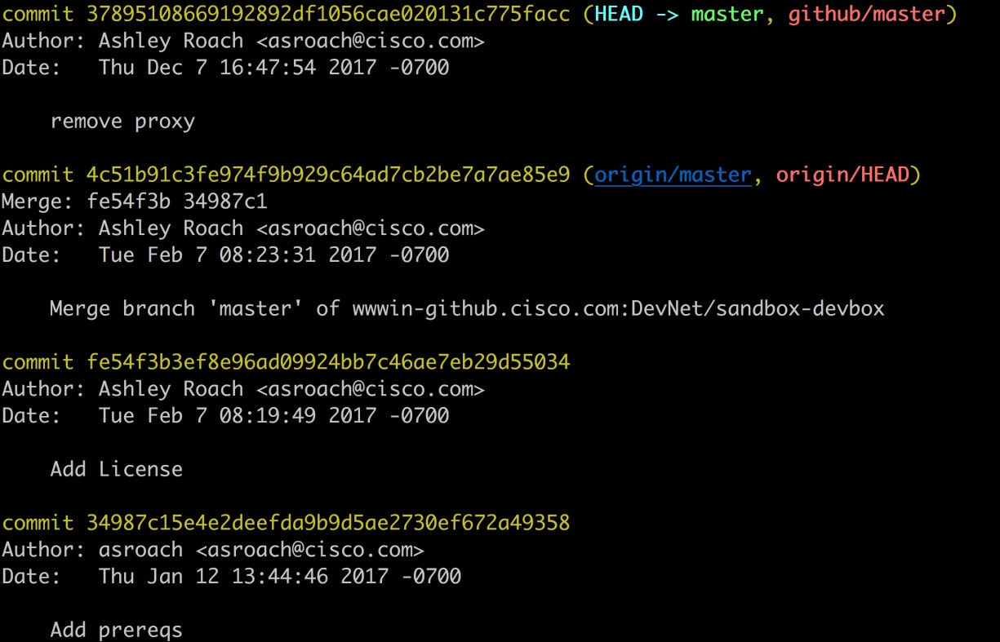 commit 37895108669192892df1056cae020131c775facc (HEAD -> master, github/master)
Author: Ashley Roach <asroach@cisco.com>
Date:   Thu Dec 7 16:47:54 2017 -0700
remove proxy
commit 4c51b91c3fe974f9b929c64ad7cb2be7a7ae85e9 (origin/master, origin/HEAD)
Merge: fe54f3b 34987c1
Author: Ashley Roach <asroach@cisco.com>
Date:   Tue Feb 7 08:23:31 2017 -0700
Merge branch 'master' of wwwin-github.cisco.com:DevNet/sandbox-devbox
commit fe54f3b3ef8e96ad09924bb7c46ae7eb29d55034
Author: Ashley Roach <asroach@cisco.com>
Date:   Tue Feb 7 08:19:49 2017 -0700
Add License
commit 34987c15e4e2deefda9b9d5ae2730ef672a49358
Author: asroach <asroach@cisco.com>
Date:   Thu Jan 12 13:44:46 2017 -0700
Add prereqs